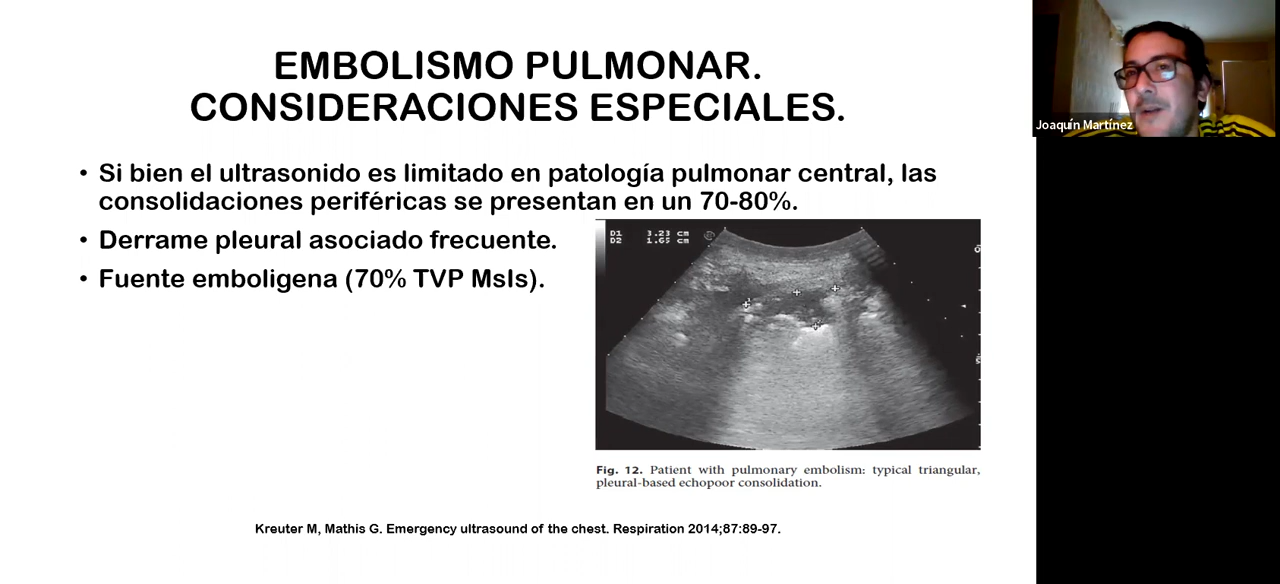 EMBOLISMO PULMONAR.
CONSIDERACIONES ESPECIALES.
• Si bien el ultrasonido es limitado en patología pulmonar central, las
consolidaciones periféricas se presentan en un 70-80%.
• Derrame pleural asociado frecuente.
• Fuente emboligena (70% TVP MsIs).
D1 3.23 cm
D2 1.65 cm
Fig. 12. Patient with pulmonary embolism: typical triangular,
pleural-based echopoor consolidation.
Kreuter M, Mathis G. Emergency ultrasound of the chest. Respiration 2014;87:89-97.
Joaquín Martínez